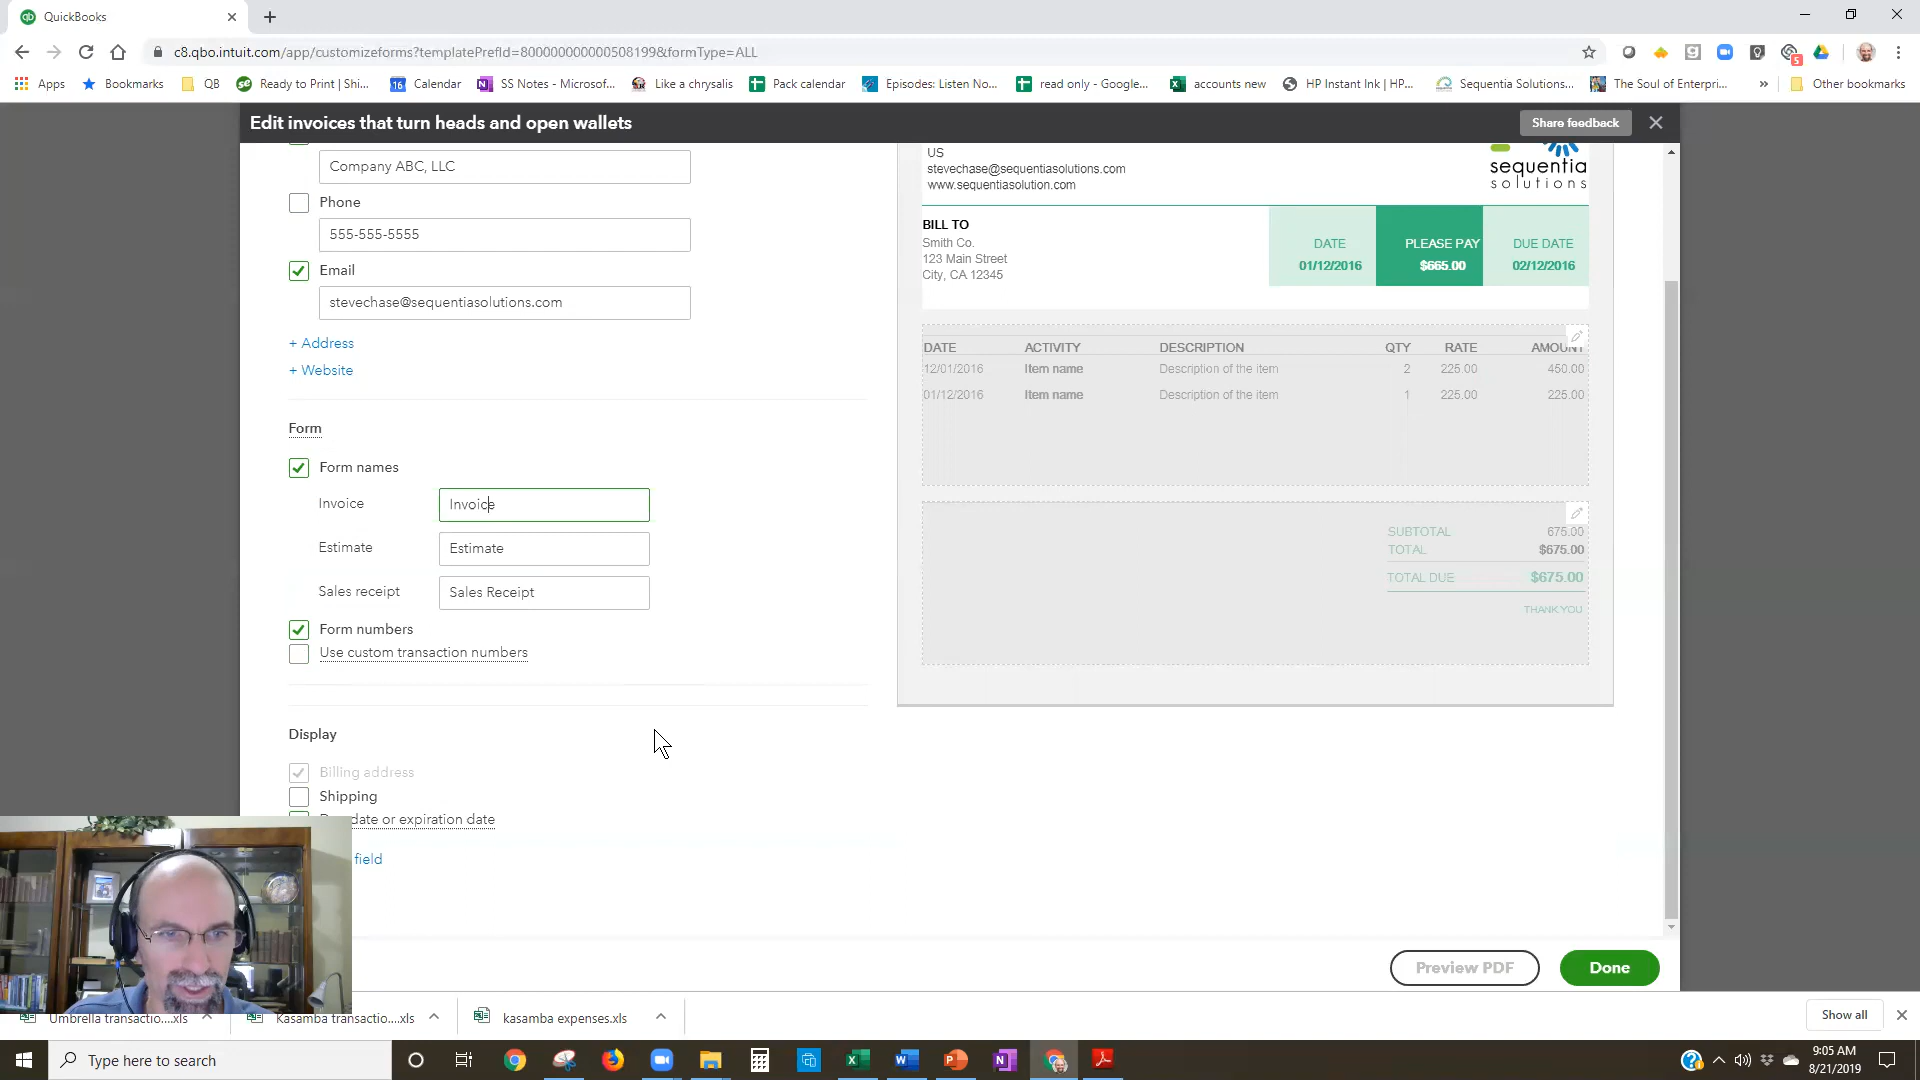 QuickBooks
c8.qbo.intuit.com/app/customizeforms?templatePrefId=800000000000508199&formType=ALL
5
Apps
Bookmarks
QB
Ready to Print | Shi...
16
Calendar
SS Notes - Microsof...
Like a chrysalis
Pack calendar
Episodes: Listen No...
read only - Google...
accounts new
HP Instant Ink | HP...
Sequentia Solutions...
The Soul of Enterpri...
»
Other bookmarks
Edit invoices that turn heads and open wallets
Share feedback
Company ABC, LLC
Phone
555-555-5555
Email
stevechase@sequentiasolutions.com
+ Address
+ Website
Form
Form names
Invoice
Invoice
Estimate
Estimate
Sales receipt
Sales Receipt
Form numbers
Use custom transaction numbers
Display
Billing address
Shipping
date or expiration date
field
US
stevechase@sequentiasolutions.com
www.sequentiasolution.com
sequentia
solutions
BILL TO
Smith Co.
123 Main Street
City, CA 12345
DATE
01/12/2016
PLEASE PAY
$665.00
DUE DATE
02/12/2016
DATE ACTIVITY DESCRIPTION QTY RATE AMOUNT
12/01/2016 Item name Description of the item 2 225.00 450.00
01/12/2016 Item name Description of the item 1 225.00 225.00
SUBTOTAL 675.00
TOTAL $675.00
TOTAL DUE $675.00
THANK YOU
Preview PDF
Done
Umbrella transactio....xls
Kasamba transactio....xls
kasamba expenses.xls
Show all
Type here to search
9:05 AM
8/21/2019